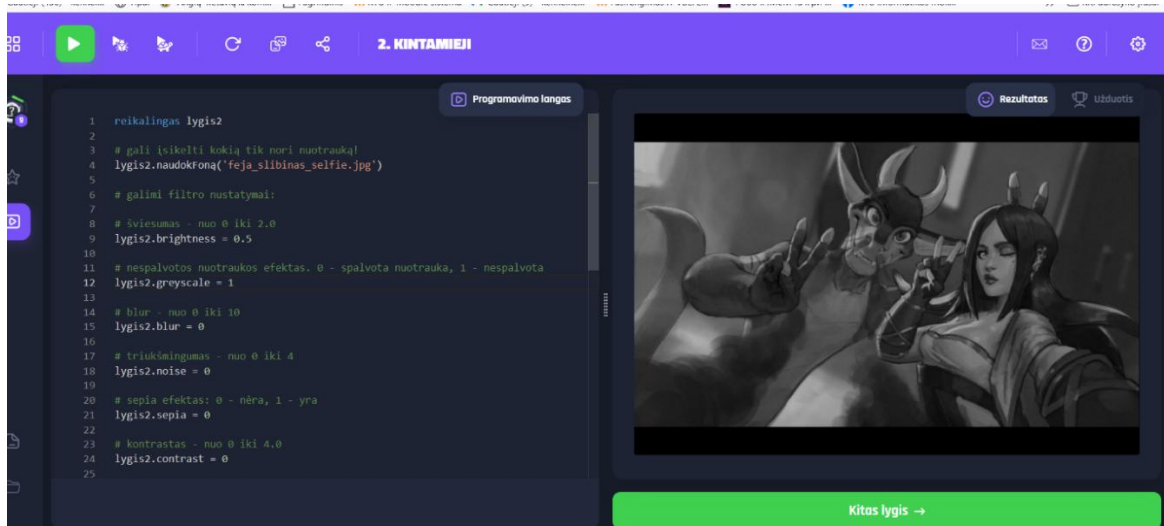 2. KINTAMIEJI
9
Programavimo langas
Rezultatas
Užduotis
1 reikalingas lygis2
2
3 # gali įsikelti kokią tik nori nuotrauką!
4 lygis2.naudokFoną('feja_slibinas_selfie.jpg')
5
6 # galimi filtro nustatymai:
7
8 # šviesumas - nuo 0 iki 2.0
9 lygis2.brightness = 0.5
10
11 # nespalvotos nuotraukos efektas. 0 - spalvota nuotrauka, 1 - nespalvota
12 lygis2.greyscale = 1
13
14 # blur - nuo 0 iki 10
15 lygis2.blur = 0
16
17 # triukšmingumas - nuo 0 iki 4
18 lygis2.noise = 0
19
20 # sepia efektas: 0 - nėra, 1 - yra
21 lygis2.sepia = 0
22
23 # kontrastas - nuo 0 iki 4.0
24 lygis2.contrast = 0
25
Kitas lygis →